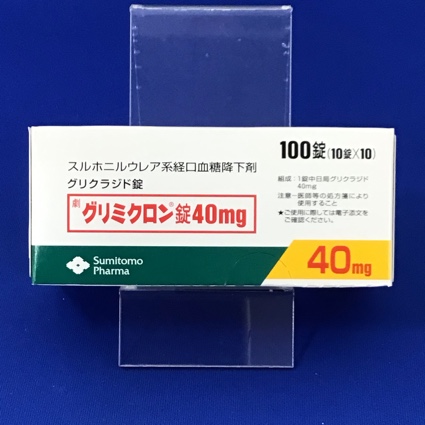 100錠(10錠×10)
スルホニルウレア系経口血糖降下剤
グリクラジド錠
劇 グリミクロン®錠40mg
組成:1錠中日局グリクラジド
40mg
注意-医師等の処方箋により
使用すること
★ご使用に際しては電子添文を
ご確認ください。
Sumitomo
Pharma
40mg